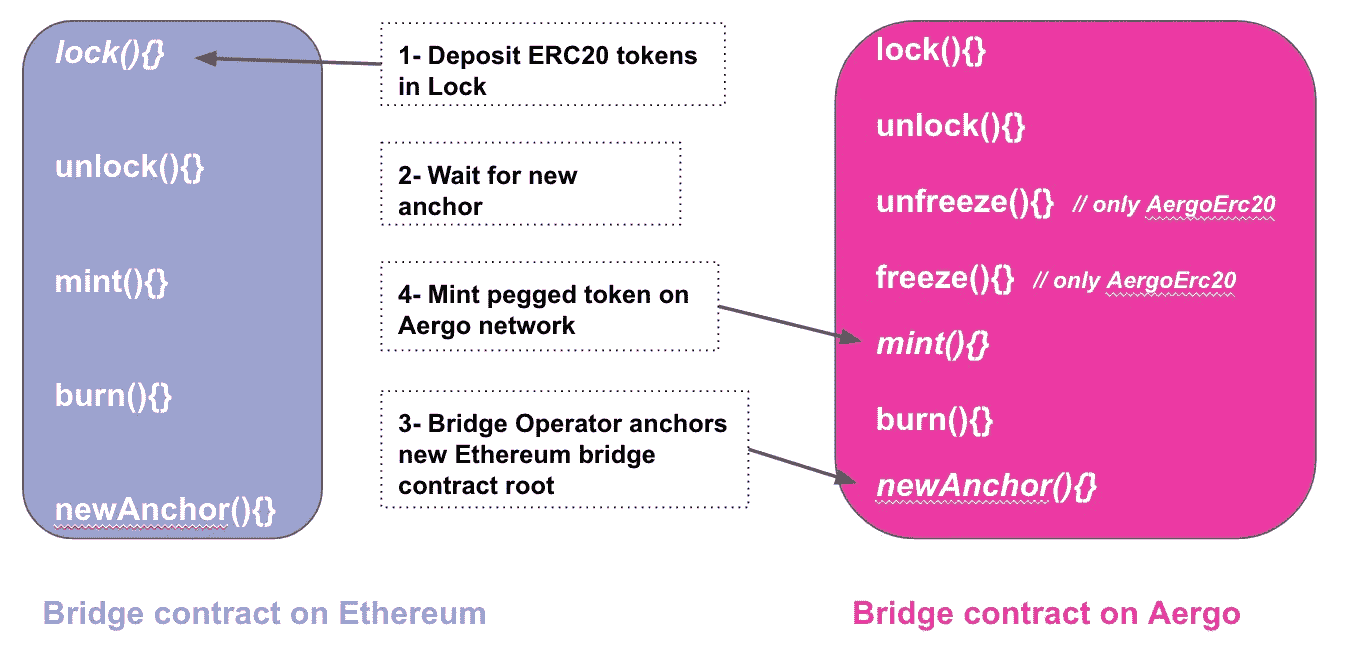 lock(){}
unlock(){}
mint(){}
burn(){}
newAnchor(){}
1- Deposit ERC20 tokens
in Lock
2- Wait for new
anchor
4- Mint pegged token on
Aergo network
3- Bridge Operator anchors
new Ethereum bridge
contract root
lock(){}
unlock(){}
unfreeze(){} // only AergoErc20
freeze(){} // only AergoErc20
mint(){}
burn(){}
newAnchor(){}
Bridge contract on Ethereum
Bridge contract on Aergo